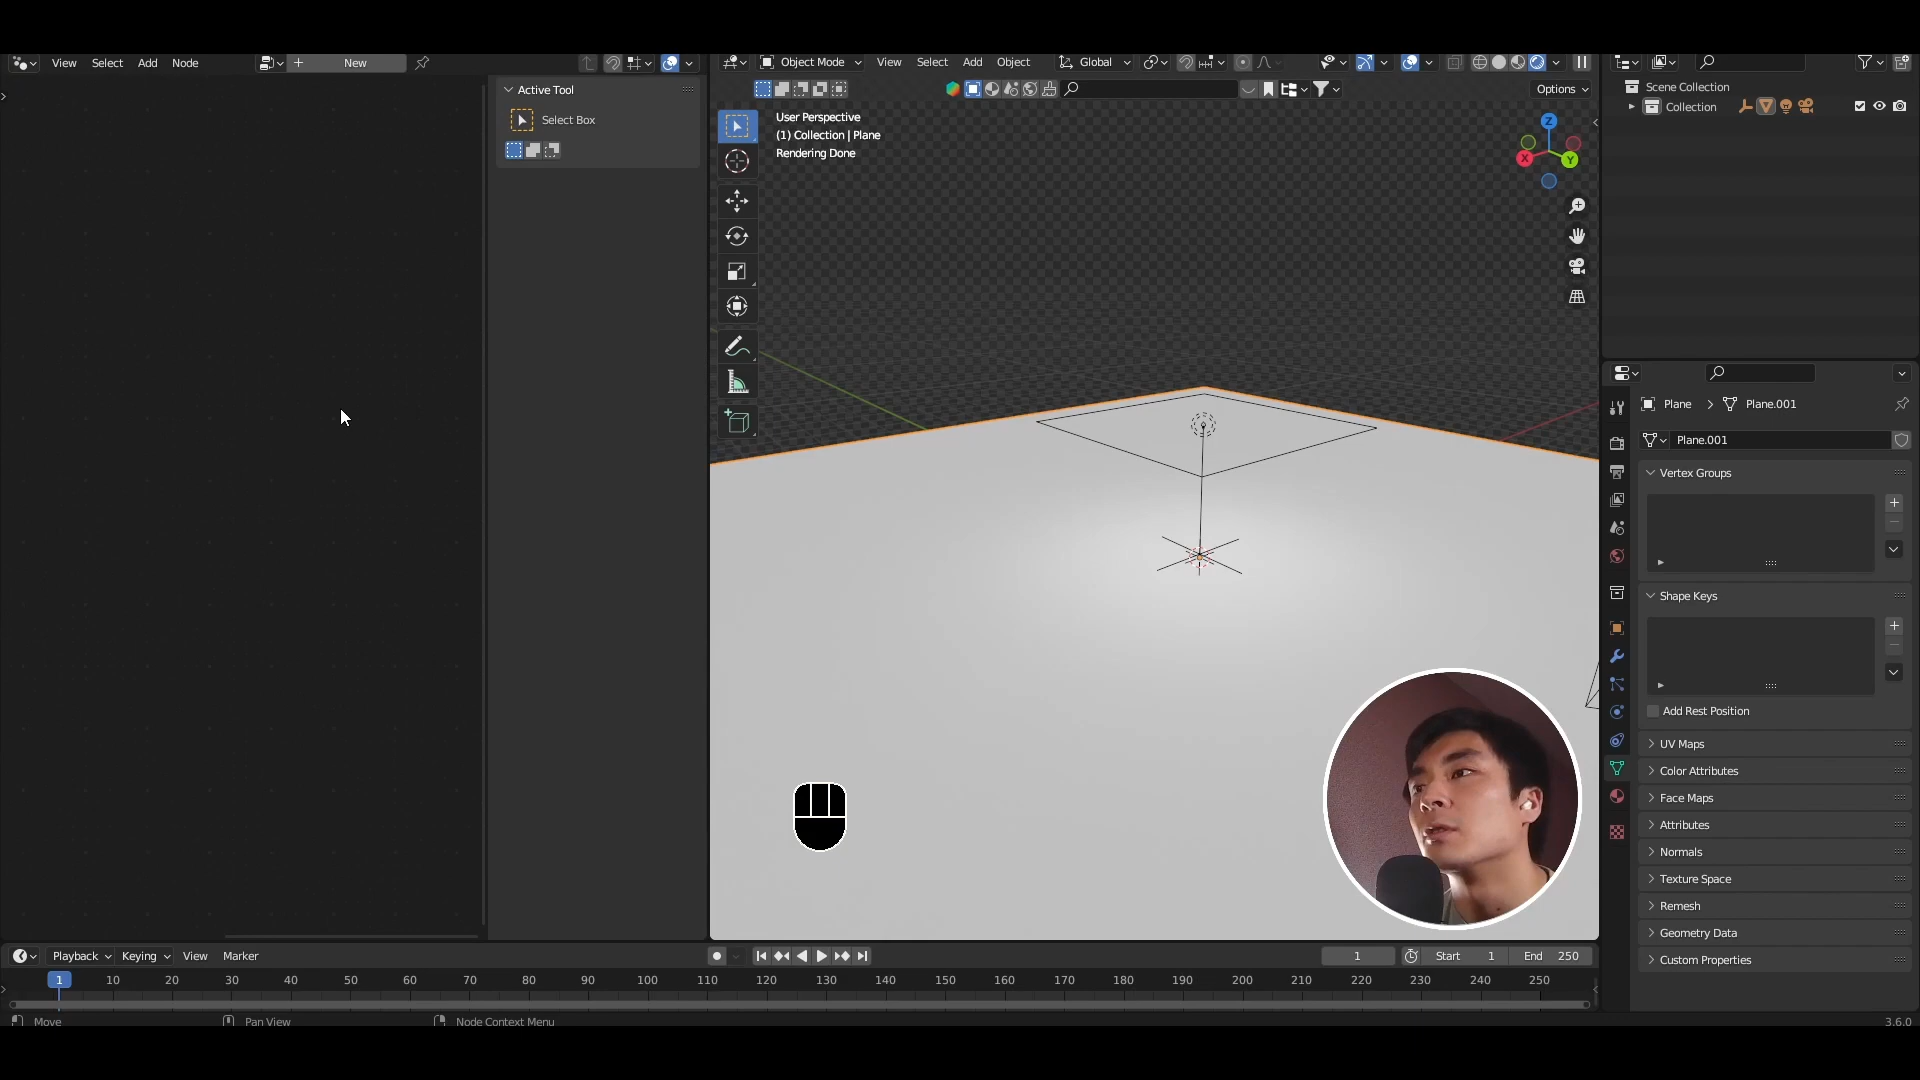 View Select Add Node New
Active Tool
Select Box
Object Mode View Select Add Object Global
Options
User Perspective
(1) Collection | Plane
Rendering Done
Z
X
Y
Scene Collection
Collection
Plane Plane.001
Plane.001
Vertex Groups
Shape Keys
Add Rest Position
UV Maps
Color Attributes
Face Maps
Attributes
Normals
Texture Space
Remesh
Geometry Data
Custom Properties
Playback Keying View Marker
1 Start 1 End 250
1 10 20 30 40 50 60 70 80 90 100 110 120 130 140 150 160 170 180 190 200 210 220 230 240 250
Move Pan View Node Context Menu 3.6.0